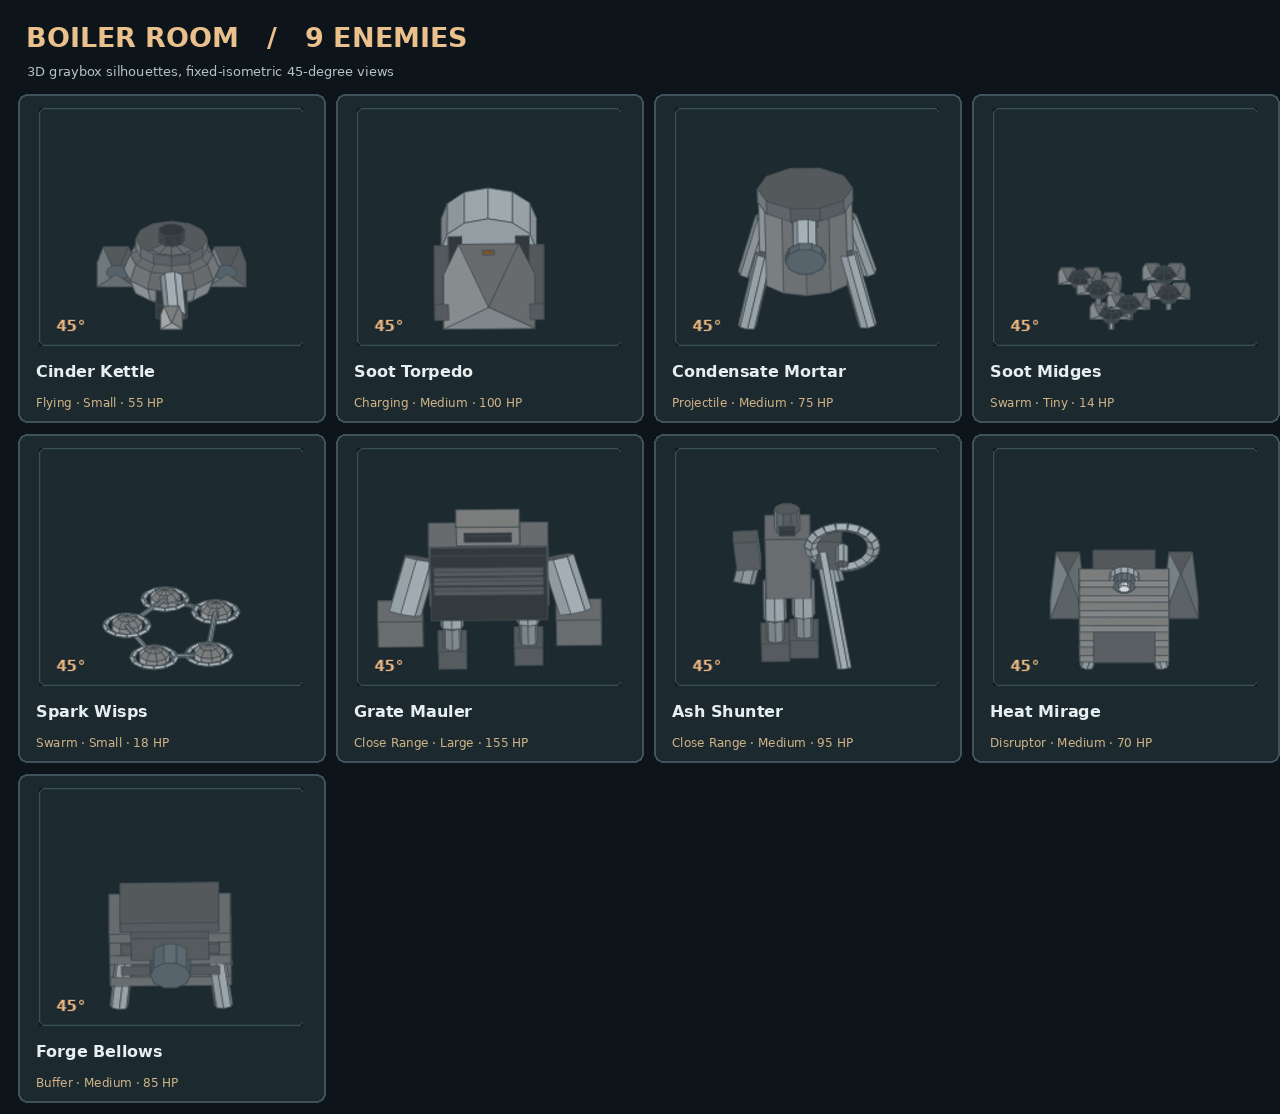 BOILER ROOM / 9 ENEMIES
3D graybox silhouettes, fixed-isometric 45-degree views
45°
Cinder Kettle
Flying · Small · 55 HP
45°
Soot Torpedo
Charging · Medium · 100 HP
45°
Condensate Mortar
Projectile · Medium · 75 HP
45°
Soot Midges
Swarm · Tiny · 14 HP
45°
Spark Wisps
Swarm · Small · 18 HP
45°
Grate Mauler
Close Range · Large · 155 HP
45°
Ash Shunter
Close Range · Medium · 95 HP
45°
Heat Mirage
Disruptor · Medium · 70 HP
45°
Forge Bellows
Buffer · Medium · 85 HP